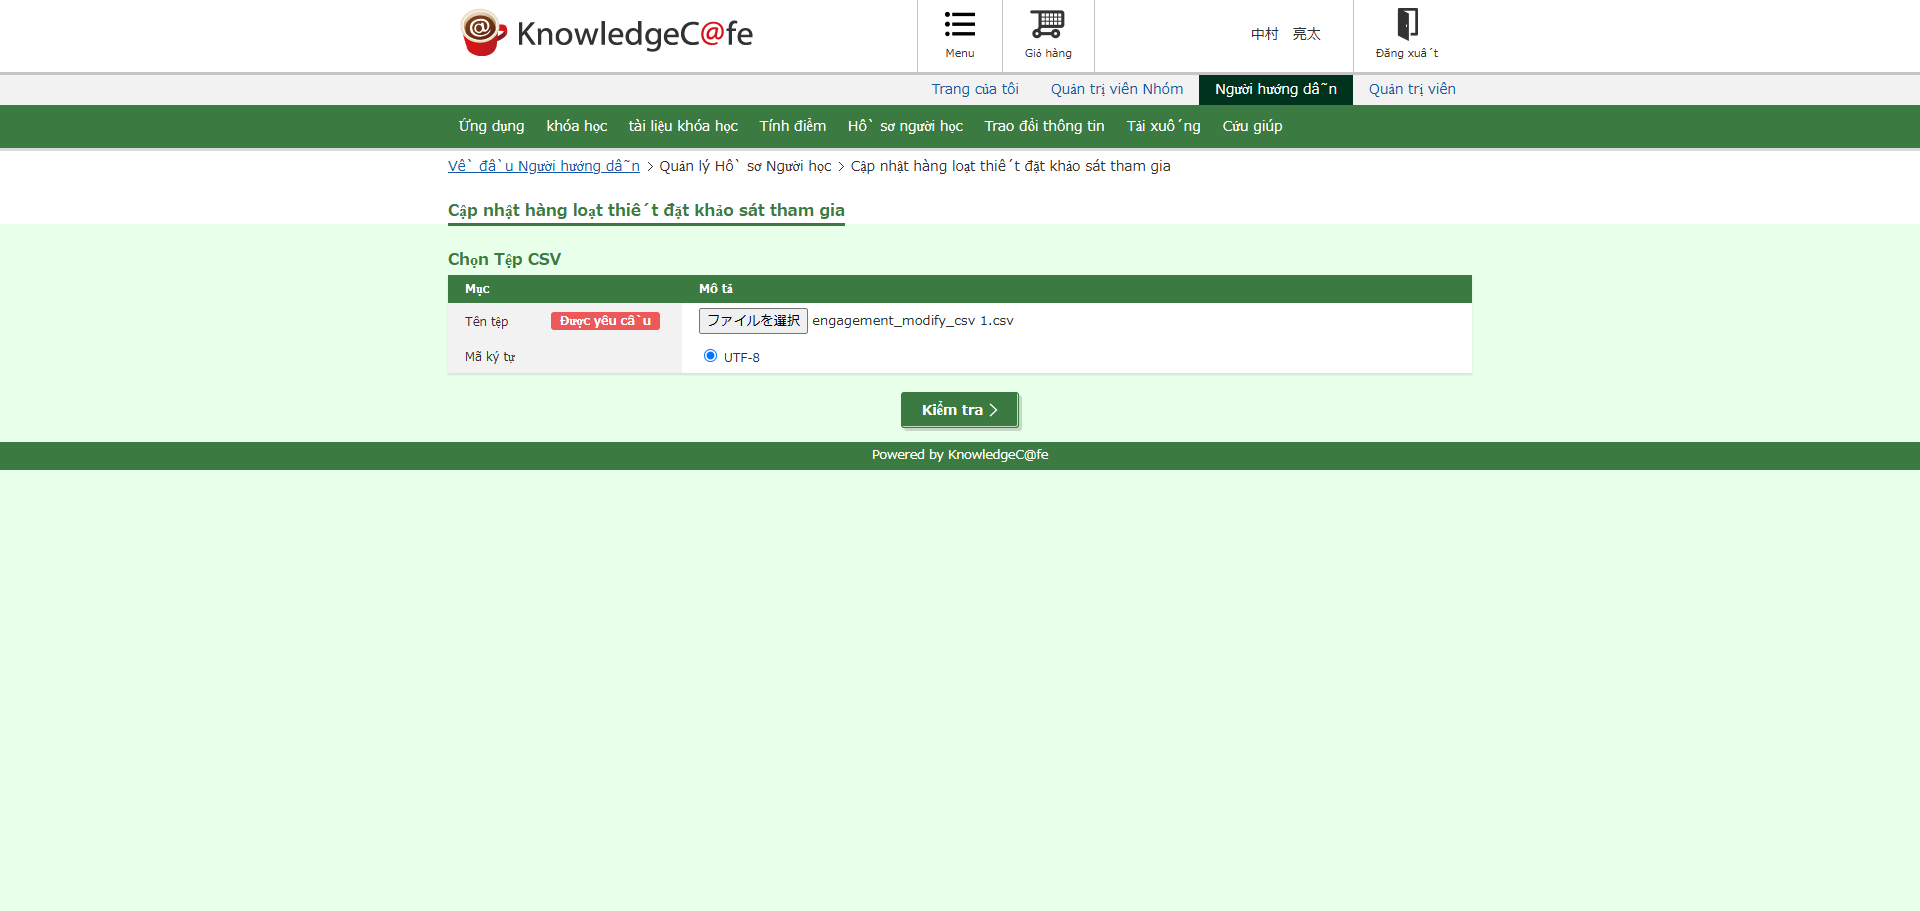 KnowledgeC@fe
Menu
Giỏ hàng
中村　亮太
Đăng xuất
Trang của tôi
Quản trị viên Nhóm
Người hướng dẫn
Quản trị viên
Ứng dụng
khóa học
tài liệu khóa học
Tính điểm
Hồ sơ người học
Trao đổi thông tin
Tải xuống
Cứu giúp
Về đầu Người hướng dẫn > Quản lý Hồ sơ Người học > Cập nhật hàng loạt thiết đặt khảo sát tham gia
Cập nhật hàng loạt thiết đặt khảo sát tham gia
Chọn Tệp CSV
Mục
Mô tả
Tên tệp
Được yêu cầu
ファイルを選択 engagement_modify_csv 1.csv
Mã ký tự
UTF-8
Kiểm tra
Powered by KnowledgeC@fe